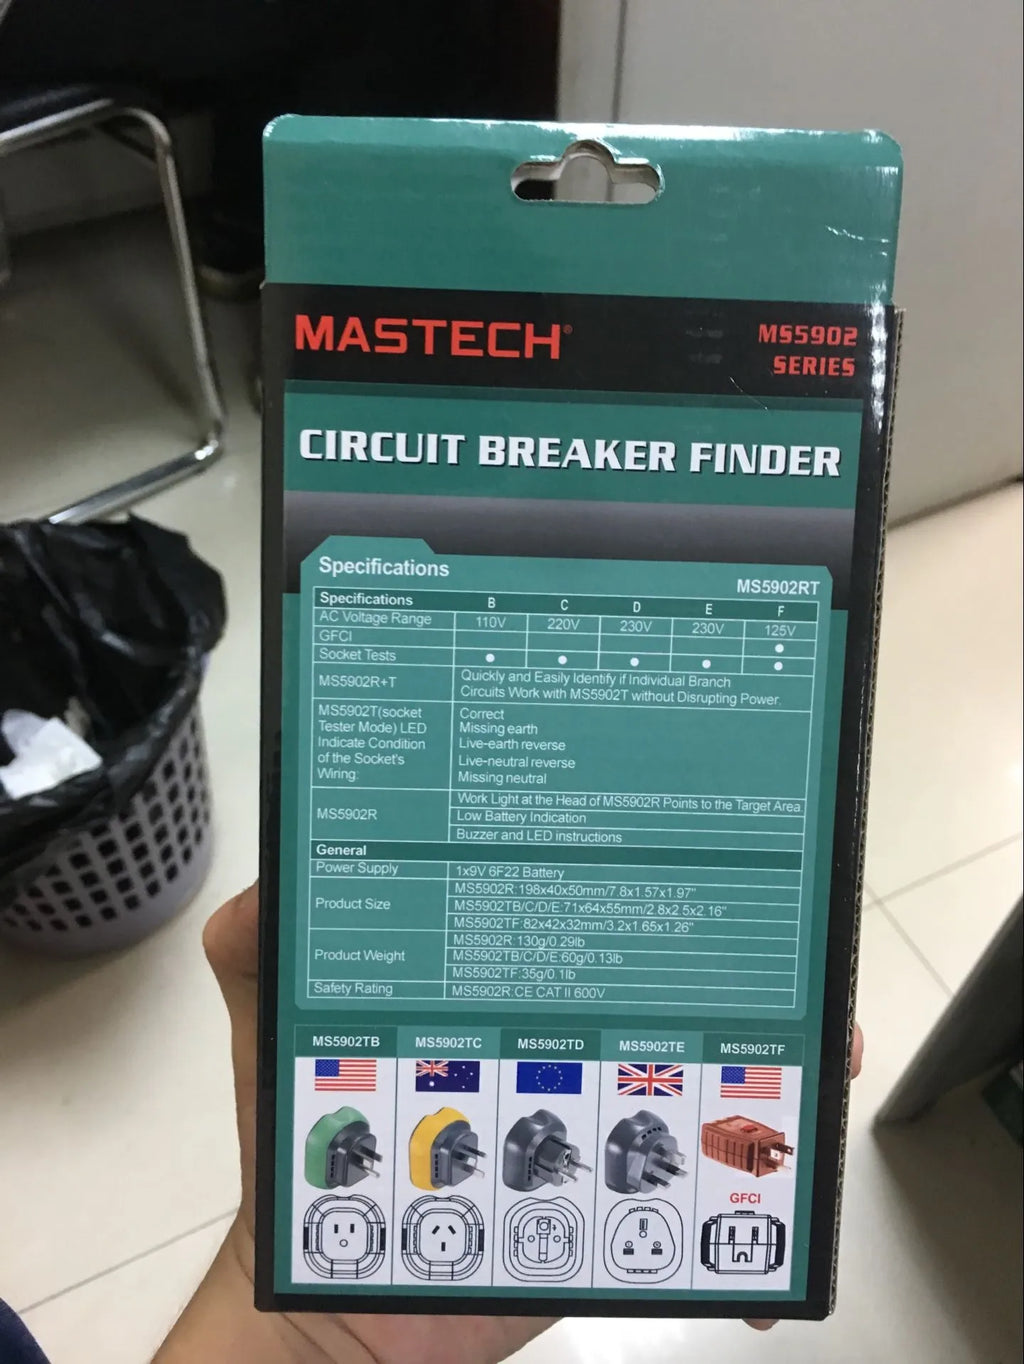 MASTECH®
MS5902
SERIES
CIRCUIT BREAKER FINDER
Specifications
MS5902RT
Specifications B C D E F
AC Voltage Range 110V 220V 230V 230V 125V
GFCI ●
Socket Tests ● ● ● ● ●
MS5902R+T
Quickly and Easily Identify if Individual Branch
Circuits Work with MS5902T without Disrupting Power.
MS5902T(socket
Tester Mode) LED
Indicate Condition
of the Socket's
Wiring:
Correct
Missing earth
Live-earth reverse
Live-neutral reverse
Missing neutral
MS5902R
Work Light at the Head of MS5902R Points to the Target Area.
Low Battery Indication
Buzzer and LED instructions
General
Power Supply 1x9V 6F22 Battery
Product Size
MS5902R:198x40x50mm/7.8x1.57x1.97"
MS5902TB/C/D/E:71x64x55mm/2.8x2.5x2.16"
MS5902TF:82x42x32mm/3.2x1.65x1.26"
Product Weight
MS5902R:130g/0.29lb
MS5902TB/C/D/E:60g/0.13lb
MS5902TF:35g/0.1lb
Safety Rating MS5902R:CE CAT II 600V
MS5902TB MS5902TC MS5902TD MS5902TE MS5902TF
GFCI